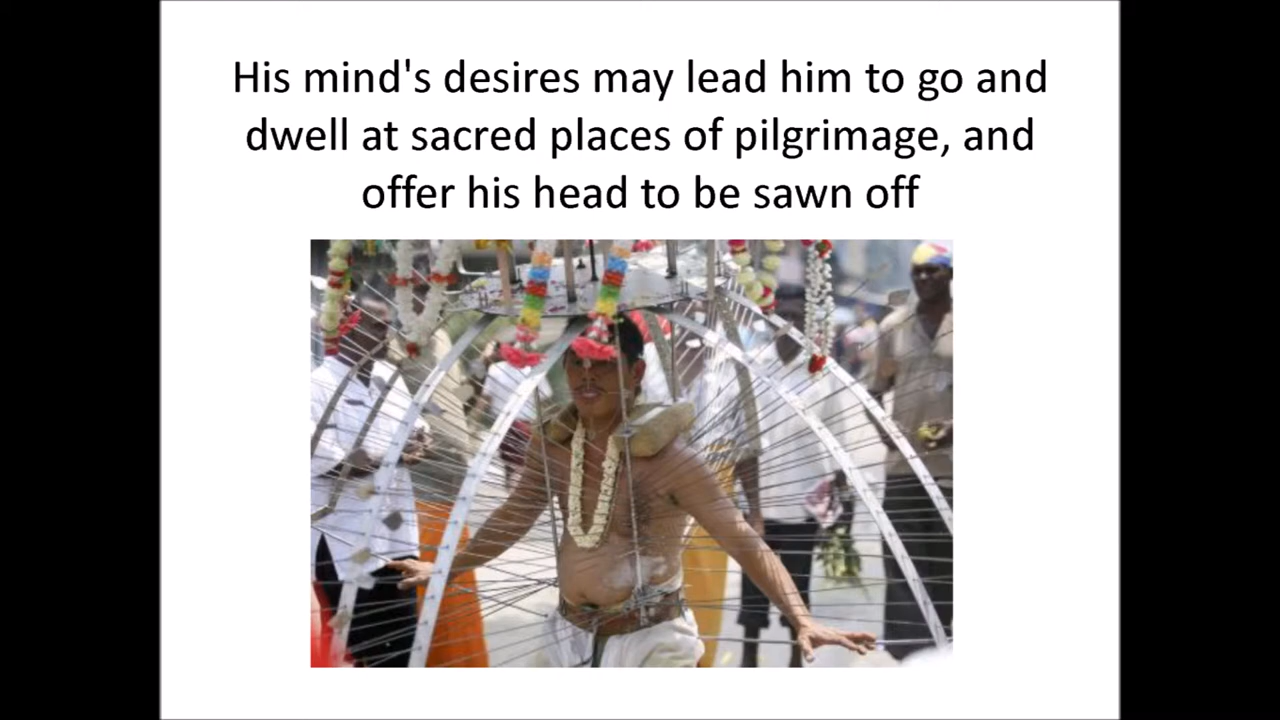 His mind's desires may lead him to go and
dwell at sacred places of pilgrimage, and
offer his head to be sawn off